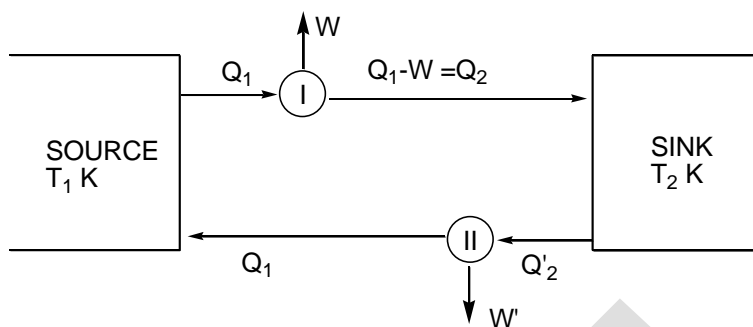 W
Q₁
I
Q₁-W =Q₂
SOURCE
T₁ K
SINK
T₂ K
II
Q₁
Q'₂
W'